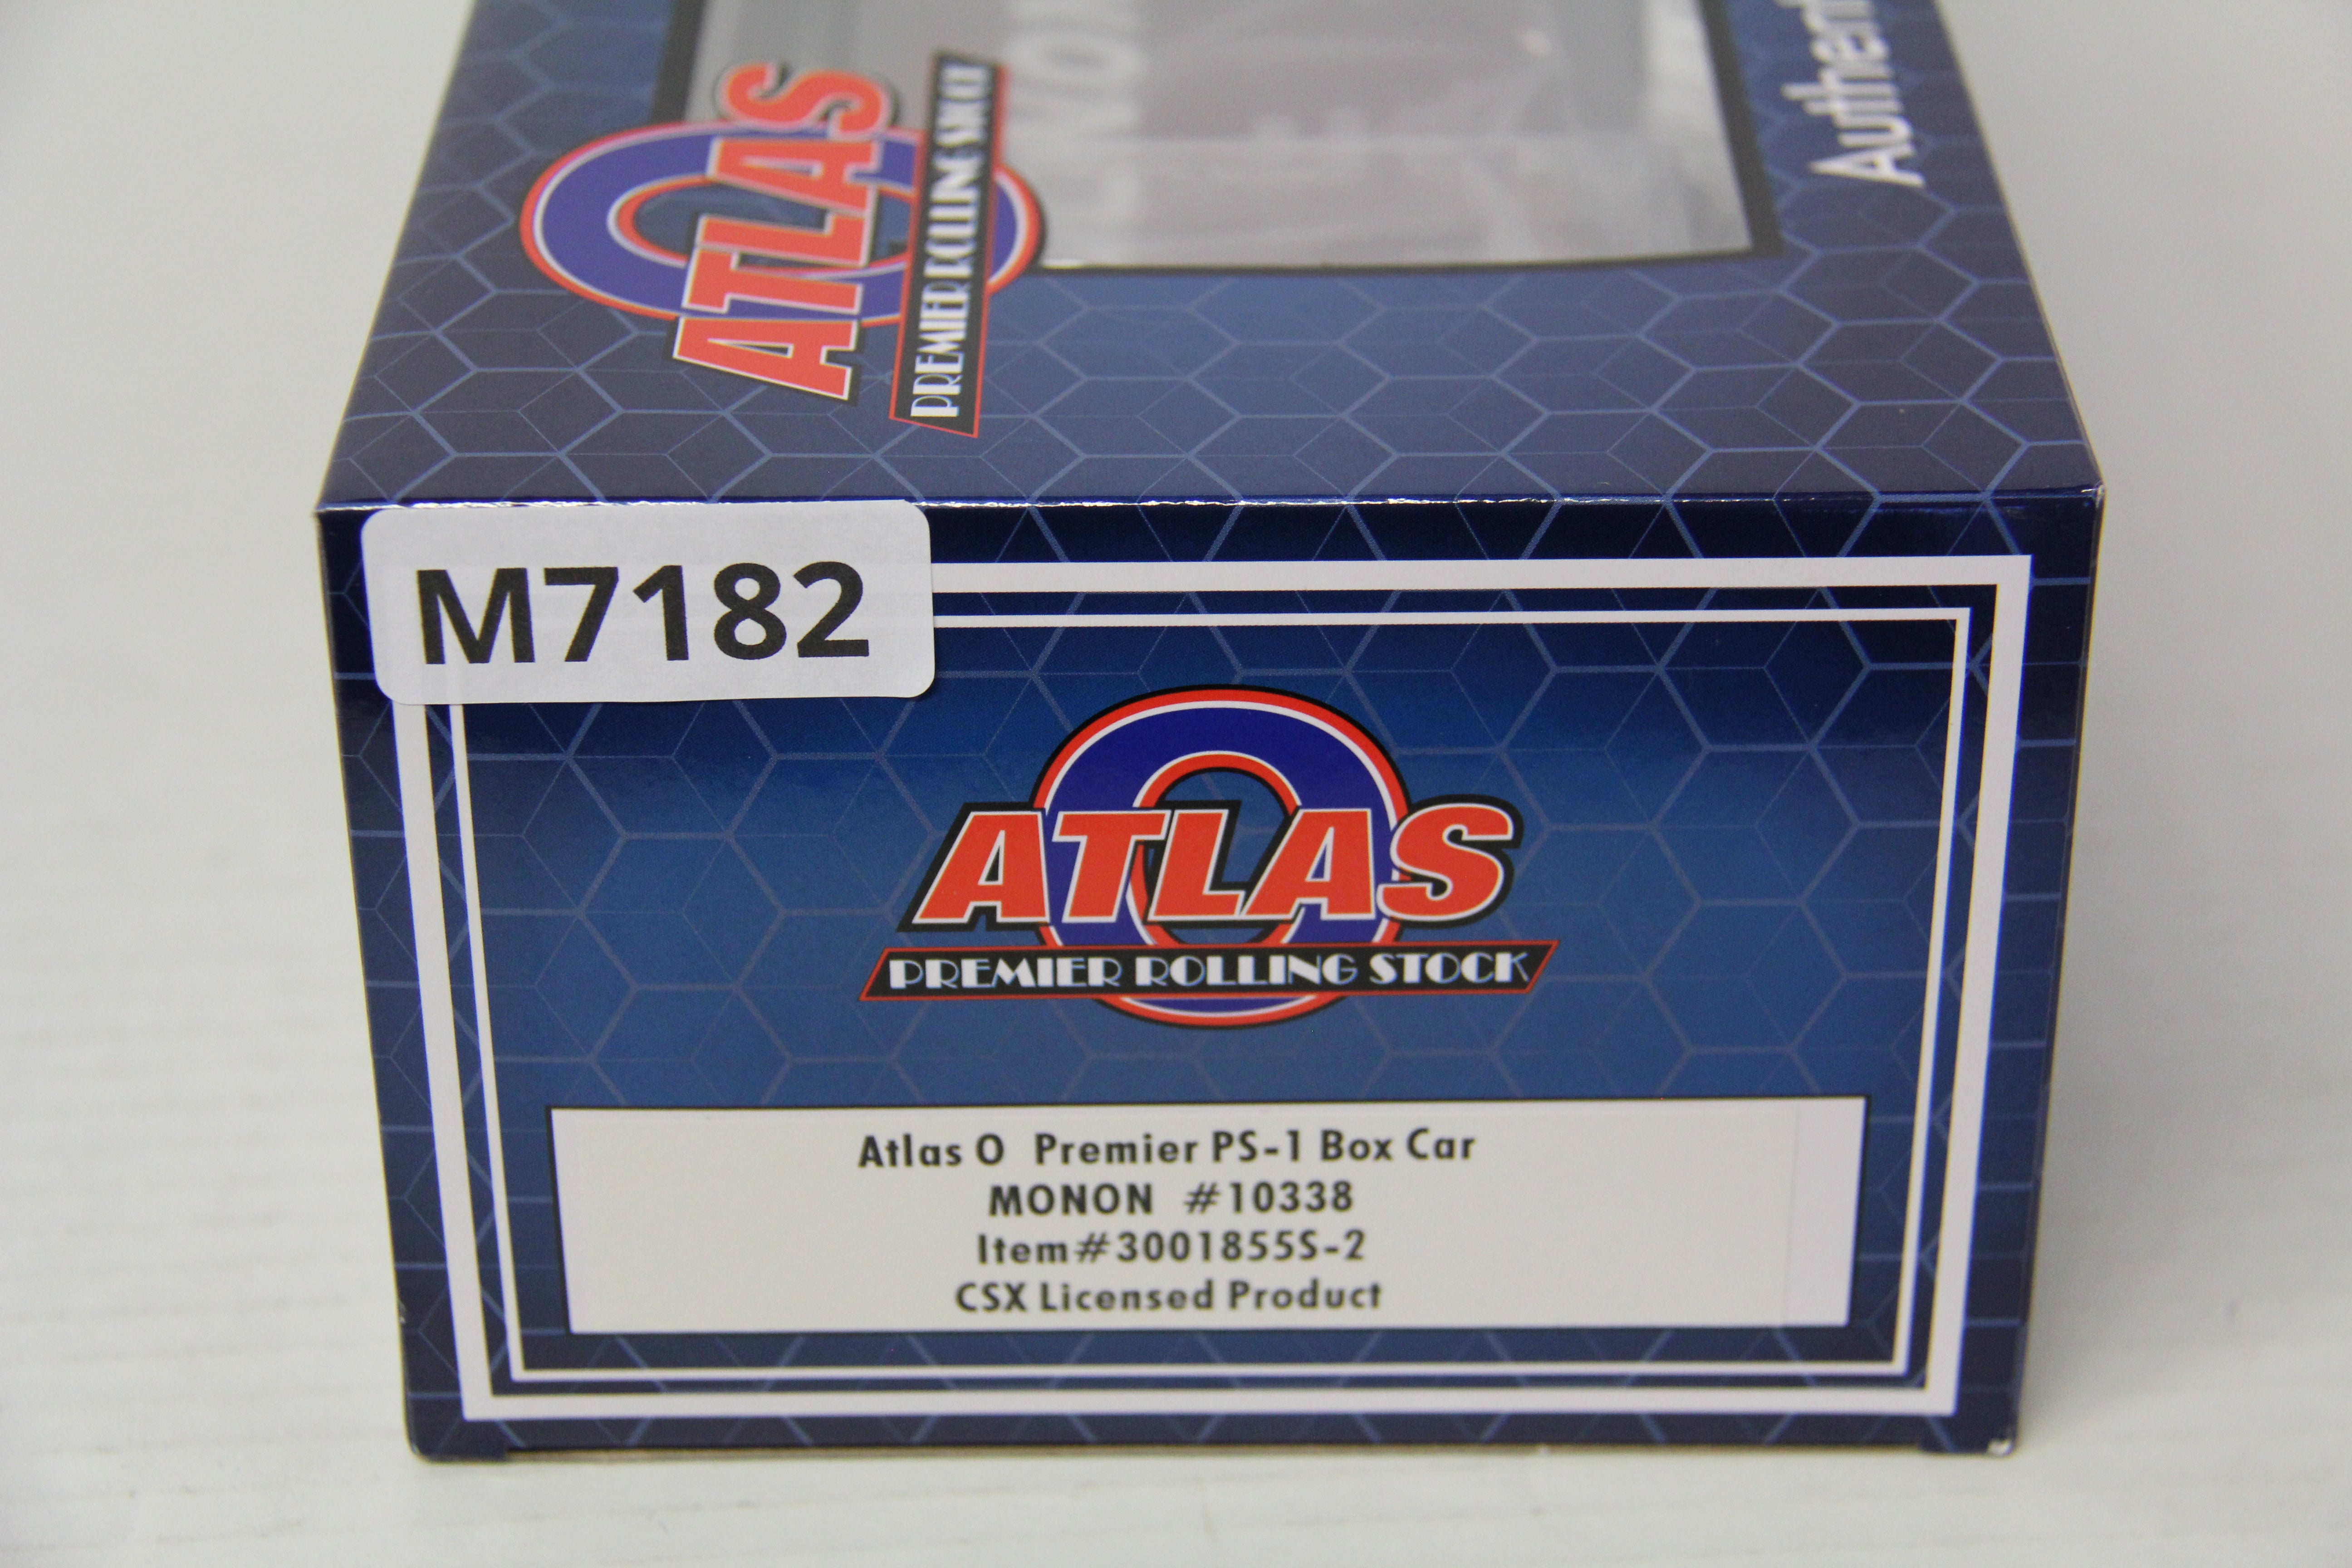 ATLAS O
PREMIER ROLLING STOCK
M7182
ATLAS O
PREMIER ROLLING STOCK
Atlas O Premier PS-1 Box Car
MONON #10338
Item#3001855S-2
CSX Licensed Product